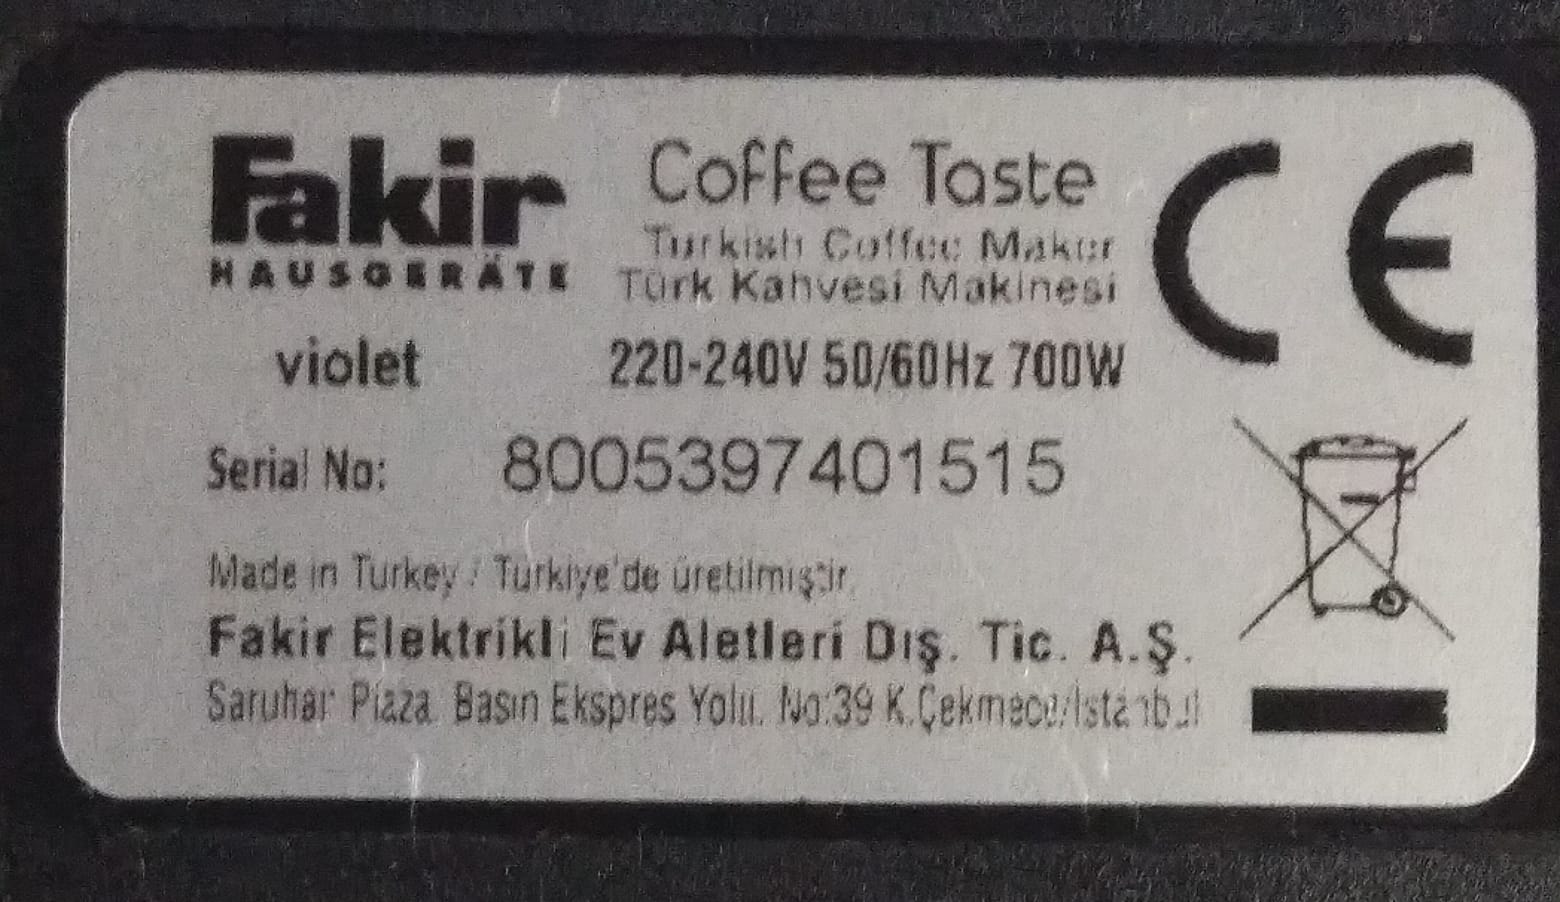 Fakir
HAUSGERÄTE
Coffee Taste
Turkish Coffee Maker
Türk Kahvesi Makinesi
CE
violet
220-240V 50/60Hz 700W
Serial No: 8005397401515
Made in Turkey / Türkiye'de üretilmiştir.
Fakir Elektrikli Ev Aletleri Dış. Tic. A.Ş.
Saruhan Plaza. Basın Ekspres Yolu. No:39 K.Çekmece/İstanbul